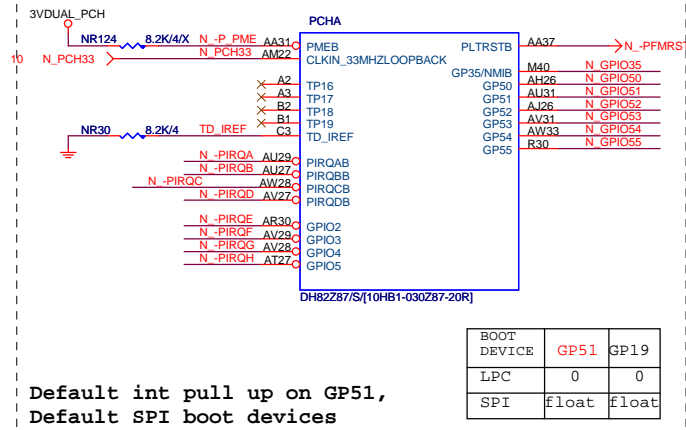 3VDUAL_PCH
PCHA
NR124 8.2K/4/X N_-P_PME AA31 PMEB PLTRSTB AA37 N_-PFMRST
10 N_PCH33 N_PCH33 AM22 CLKIN_33MHZLOOPBACK
GP35/NMIB M40 N_GPIO35
A2 TP16 GP50 AH26 N_GPIO50
A3 TP17 GP51 AU31 N_GPIO51
B2 TP18 GP52 AJ26 N_GPIO52
B1 TP19 GP53 AV31 N_GPIO53
NR30 8.2K/4 TD_IREF C3 TD_IREF GP54 AW33 N_GPIO54
GP55 R30 N_GPIO55
N_-PIRQA AU29 PIRQAB
N_-PIRQB AU27 PIRQBB
N_-PIRQC AW28 PIRQCB
N_-PIRQD AV27 PIRQDB
N_-PIRQE AR30 GPIO2
N_-PIRQF AV29 GPIO3
N_-PIRQG AV28 GPIO4
N_-PIRQH AT27 GPIO5
DH82Z87/S/[10HB1-030Z87-20R]
BOOT
DEVICE GP51 GP19
LPC 0 0
SPI float float
Default int pull up on GP51,
Default SPI boot devices